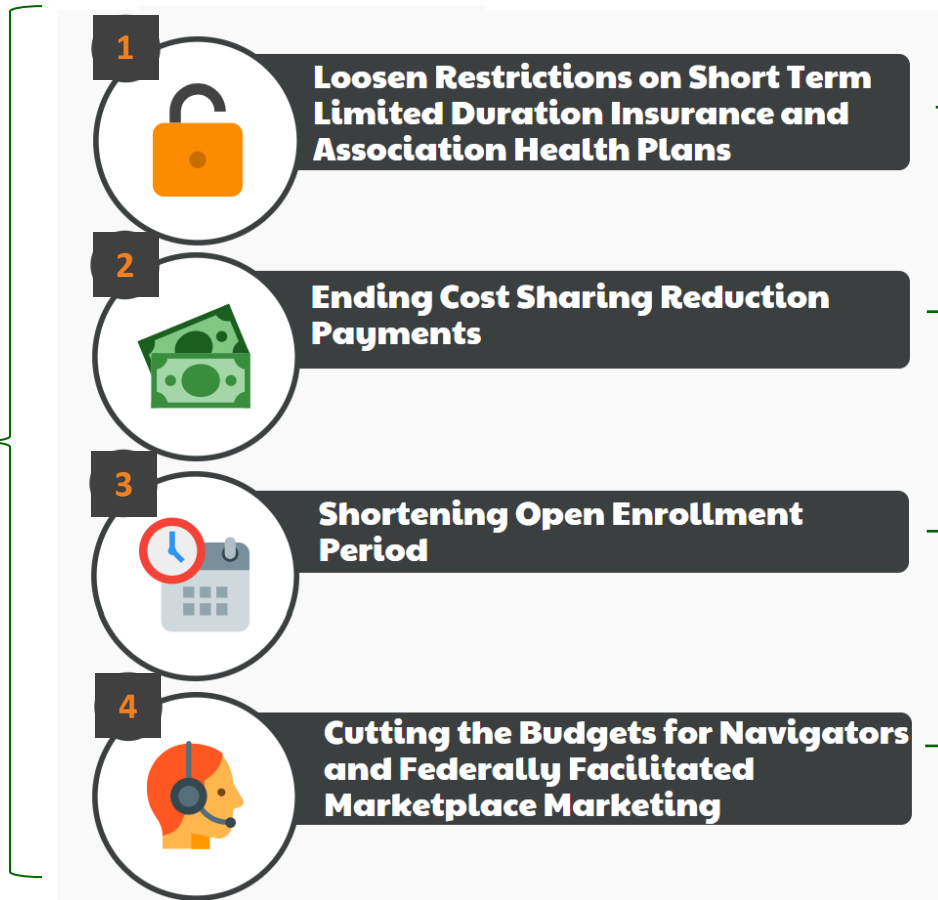 1
Loosen Restrictions on Short Term
Limited Duration Insurance and
Association Health Plans
2
Ending Cost Sharing Reduction
Payments
3
Shortening Open Enrollment
Period
4
Cutting the Budgets for Navigators
and Federally Facilitated
Marketplace Marketing